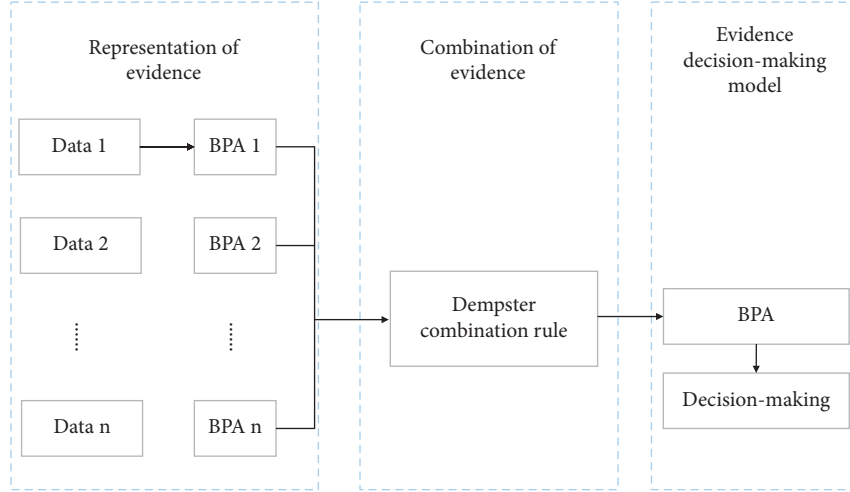 Representation of
evidence
Combination of
evidence
Evidence
decision-making
model
Data 1
BPA 1
Data 2
BPA 2
Data n
BPA n
Dempster
combination rule
BPA
Decision-making